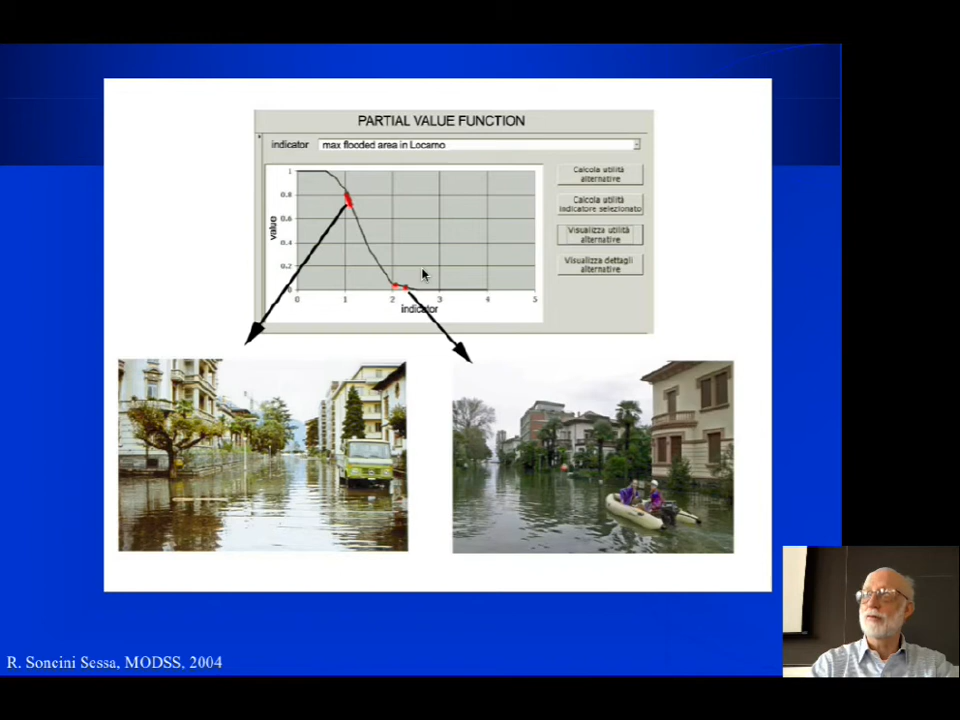 PARTIAL VALUE FUNCTION
indicator max flooded area in Locarno
Calcola utilità
alternative
Calcola utilità
indicatore selezionato
Visualizza utilità
alternative
Visualizza dettagli
alternative
value
1
0.8
0.6
0.4
0.2
0
0 1 2 3 4 5
indicator
R. Soncini Sessa, MODSS, 2004